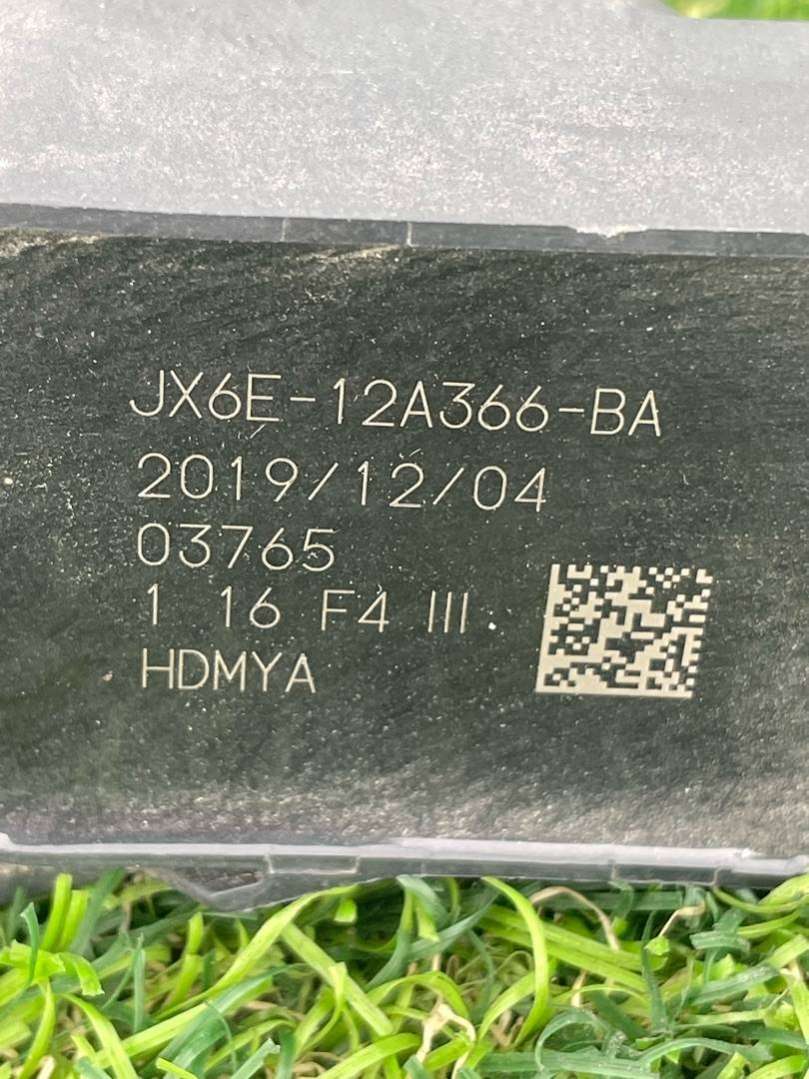 JX6E-12A366-BA
2019/12/04
03765
1 16 F4 III.
HDMYA